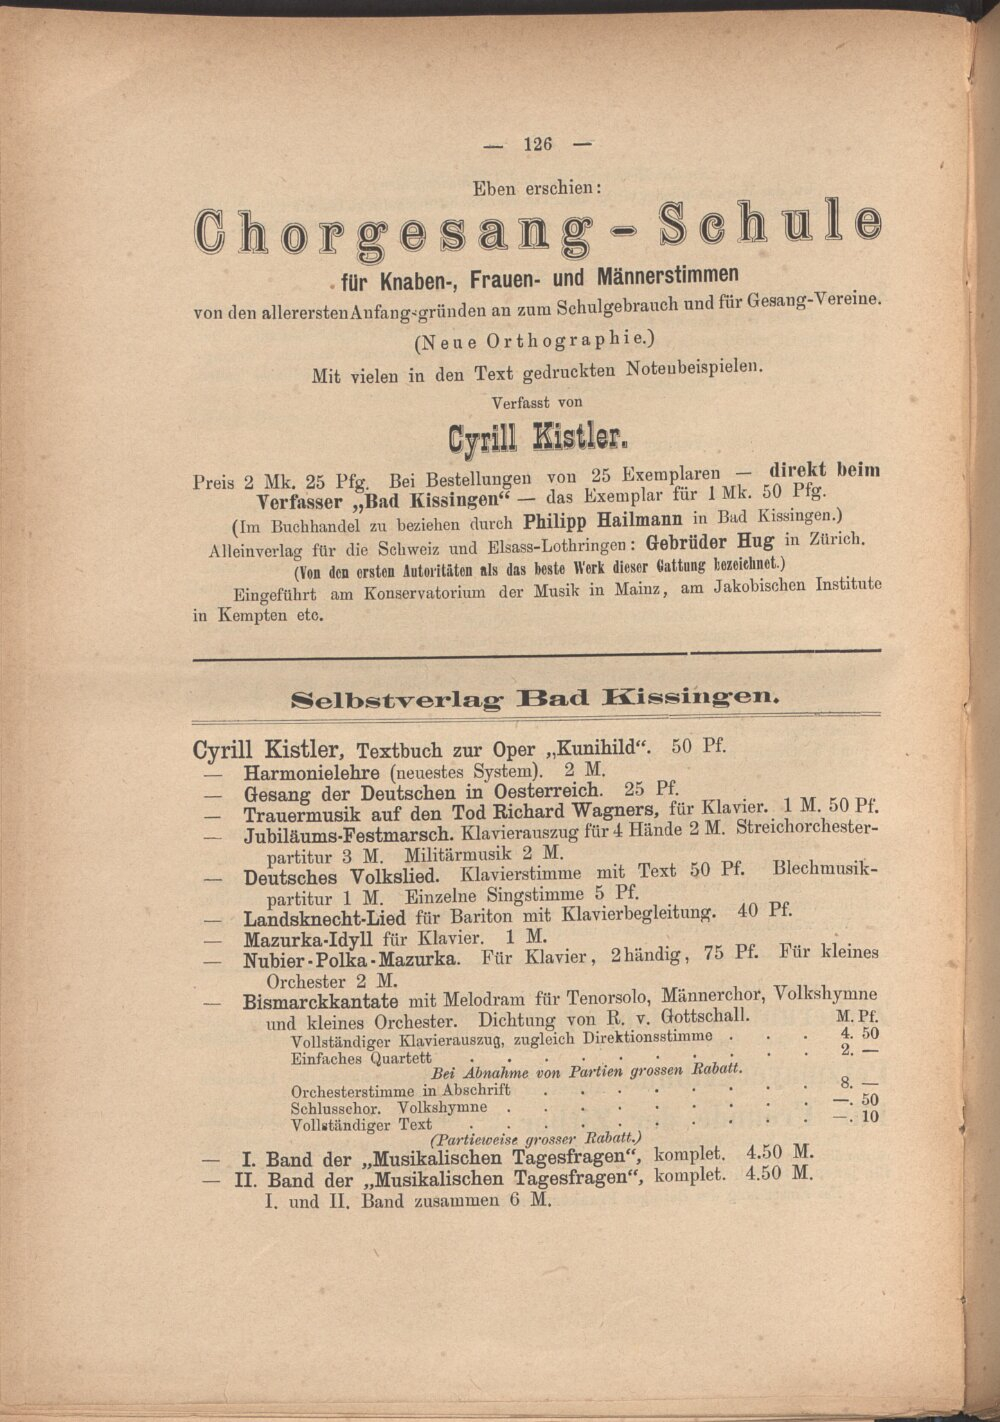 — 126 —
Eben erschien:
Chorgesang-Schule
für Knaben-, Frauen- und Männerstimmen
von den allerersten Anfangsgründen an zum Schulgebrauch und für Gesang-Vereine.
(Neue Orthographie.)
Mit vielen in den Text gedruckten Notenbeispielen.
Verfasst von
Cyrill Kistler.
Preis 2 Mk. 25 Pfg. Bei Bestellungen von 25 Exemplaren — direkt beim
Verfasser „Bad Kissingen“ — das Exemplar für 1 Mk. 50 Pfg.
(Im Buchhandel zu beziehen durch Philipp Hailmann in Bad Kissingen.)
Alleinverlag für die Schweiz und Elsass-Lothringen: Gebrüder Hug in Zürich.
(Von den ersten Autoritäten als das beste Werk dieser Gattung bezeichnet.)
Eingeführt am Konservatorium der Musik in Mainz, am Jakobischen Institute
in Kempten etc.
Selbstverlag Bad Kissingen.
Cyrill Kistler, Textbuch zur Oper „Kunihild“. 50 Pf.
— Harmonielehre (neuestes System). 2 M.
— Gesang der Deutschen in Oesterreich. 25 Pf.
— Trauermusik auf den Tod Richard Wagners, für Klavier. 1 M. 50 Pf.
— Jubiläums-Festmarsch. Klavierauszug für 4 Hände 2 M. Streichorchester-
partitur 3 M. Militärmusik 2 M.
— Deutsches Volkslied. Klavierstimme mit Text 50 Pf. Blechmusik-
partitur 1 M. Einzelne Singstimme 5 Pf.
— Landsknecht-Lied für Bariton mit Klavierbegleitung. 40 Pf.
— Mazurka-Idyll für Klavier. 1 M.
— Nubier-Polka-Mazurka. Für Klavier, 2händig, 75 Pf. Für kleines
Orchester 2 M.
— Bismarckkantate mit Melodram für Tenorsolo, Männerchor, Volkshymne
und kleines Orchester. Dichtung von R. v. Gottschall. M. Pf.
Vollständiger Klavierauszug, zugleich Direktionsstimme . . . 4. 50
Einfaches Quartett . . . . . . . . . . 2. —
Bei Abnahme von Partien grossen Rabatt.
Orchesterstimme in Abschrift . . . . . . . . 8. —
Schlusschor. Volkshymne . . . . . . . . . —. 50
Vollständiger Text . . . . . . . . . . —. 10
(Partieweise grosser Rabatt.)
— I. Band der „Musikalischen Tagesfragen“, komplet. 4.50 M.
— II. Band der „Musikalischen Tagesfragen“, komplet. 4.50 M.
I. und II. Band zusammen 6 M.